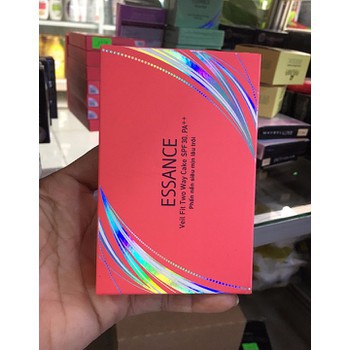 ESSANCE
Veil Fit Two Way Cake SPF30 PA++
Phấn nền siêu mịn lâu trôi